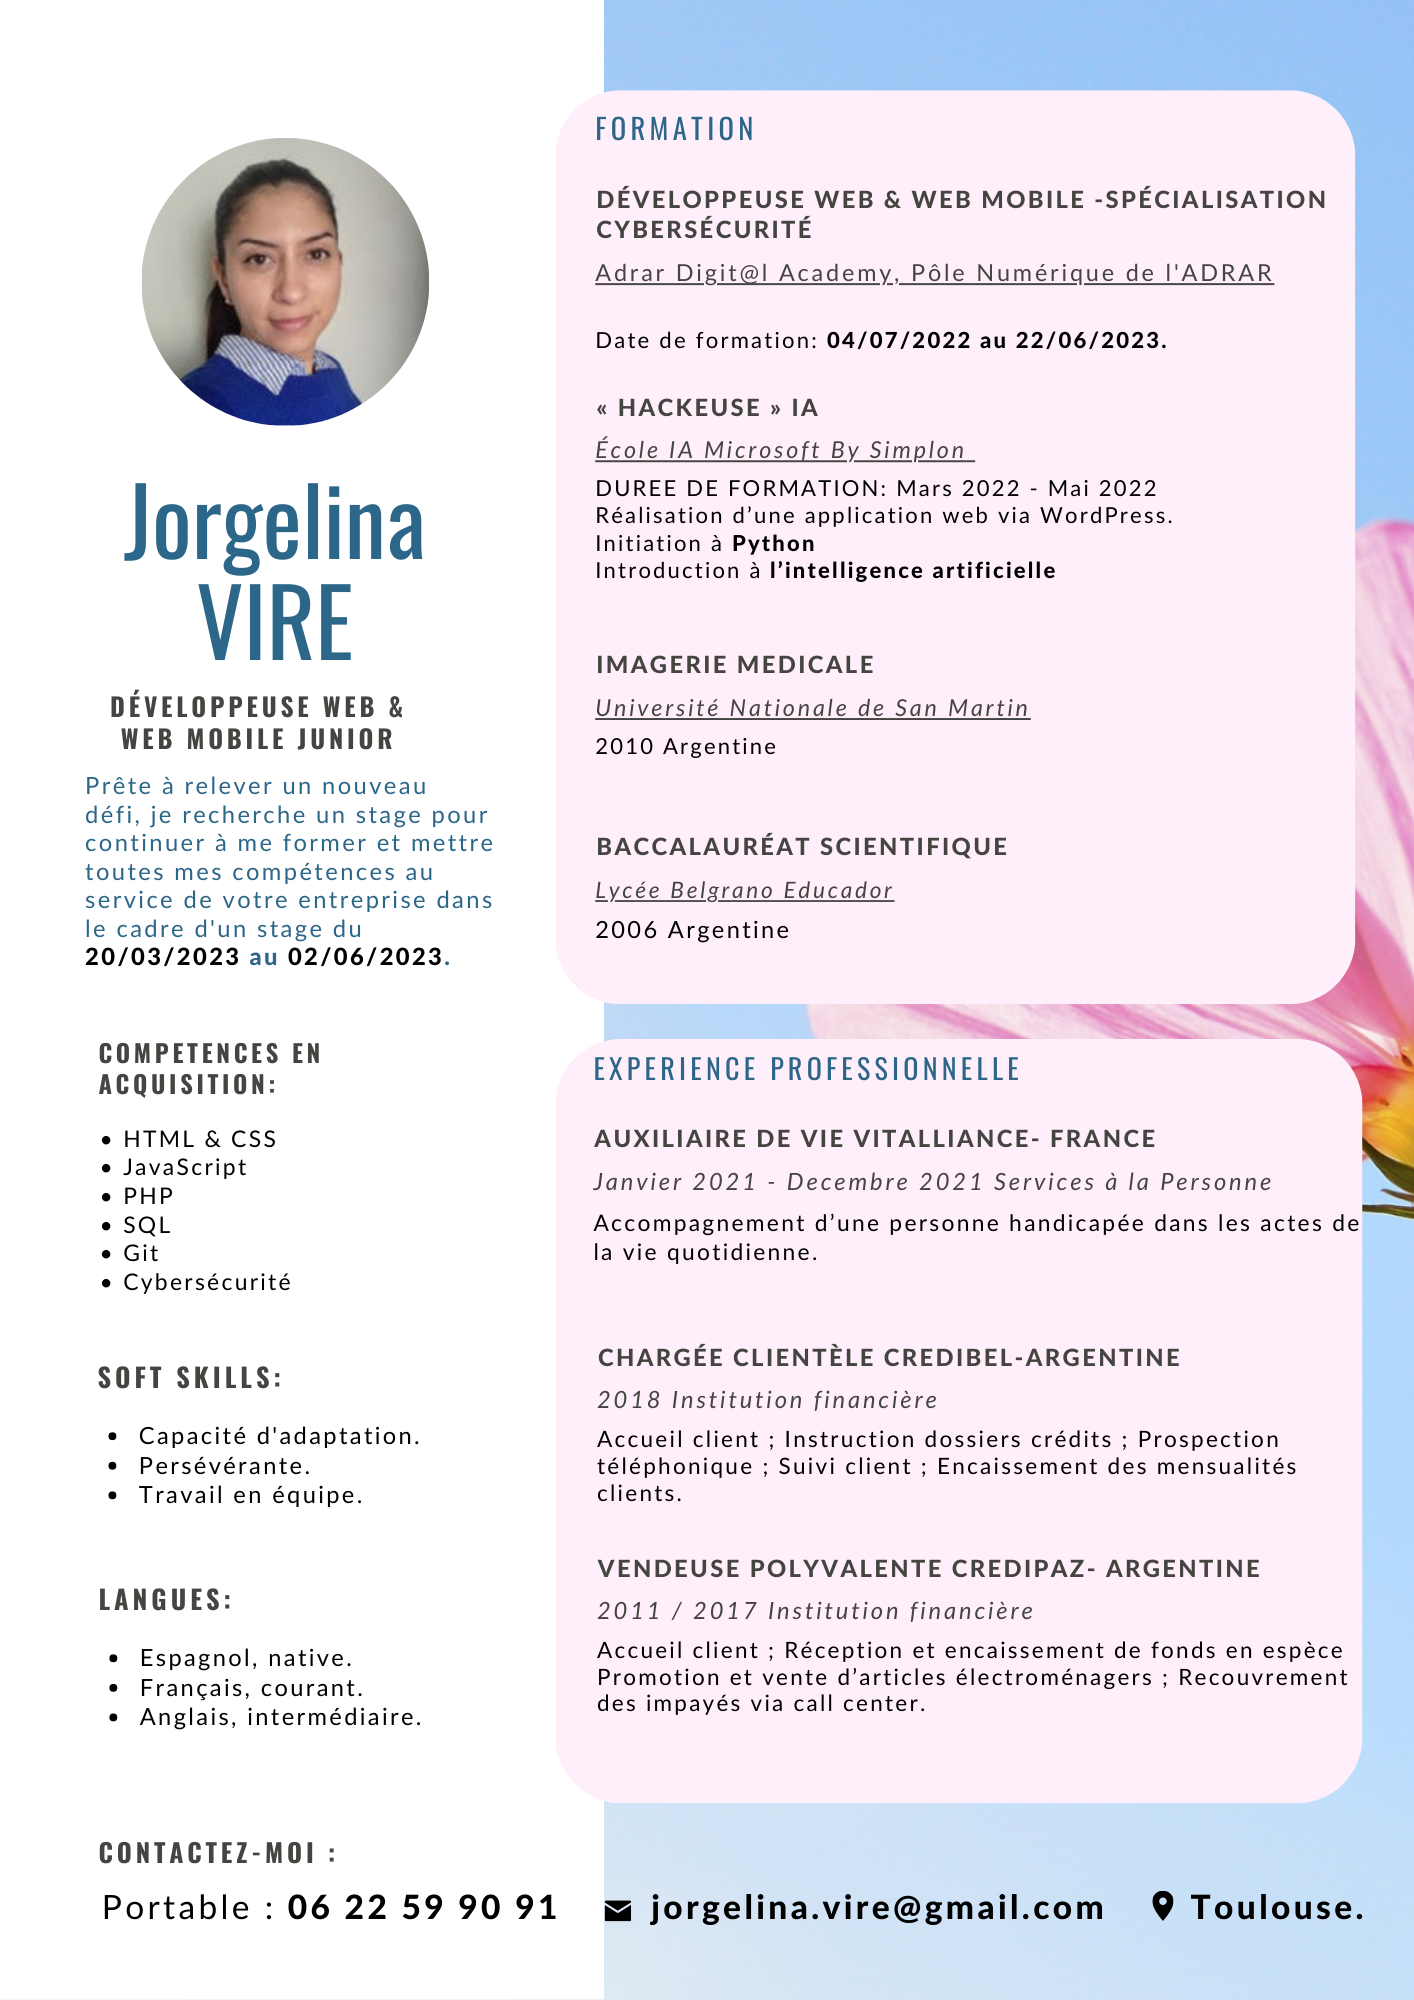 Jorgelina
VIRE
DÉVELOPPEUSE WEB &
WEB MOBILE JUNIOR
Prête à relever un nouveau
défi, je recherche un stage pour
continuer à me former et mettre
toutes mes compétences au
service de votre entreprise dans
le cadre d'un stage du
20/03/2023 au 02/06/2023.
COMPETENCES EN
ACQUISITION:
• HTML & CSS
• JavaScript
• PHP
• SQL
• Git
• Cybersécurité
SOFT SKILLS:
• Capacité d'adaptation.
• Persévérante.
• Travail en équipe.
LANGUES:
• Espagnol, native.
• Français, courant.
• Anglais, intermédiaire.
FORMATION
DÉVELOPPEUSE WEB & WEB MOBILE -SPÉCIALISATION
CYBERSÉCURITÉ
Adrar Digit@l Academy, Pôle Numérique de l'ADRAR
Date de formation: 04/07/2022 au 22/06/2023.
« HACKEUSE » IA
École IA Microsoft By Simplon
DUREE DE FORMATION: Mars 2022 - Mai 2022
Réalisation d’une application web via WordPress.
Initiation à Python
Introduction à l’intelligence artificielle
IMAGERIE MEDICALE
Université Nationale de San Martin
2010 Argentine
BACCALAURÉAT SCIENTIFIQUE
Lycée Belgrano Educador
2006 Argentine
EXPERIENCE PROFESSIONNELLE
AUXILIAIRE DE VIE VITALLIANCE- FRANCE
Janvier 2021 - Decembre 2021 Services à la Personne
Accompagnement d’une personne handicapée dans les actes de
la vie quotidienne.
CHARGÉE CLIENTÈLE CREDIBEL-ARGENTINE
2018 Institution financière
Accueil client ; Instruction dossiers crédits ; Prospection
téléphonique ; Suivi client ; Encaissement des mensualités
clients.
VENDEUSE POLYVALENTE CREDIPAZ- ARGENTINE
2011 / 2017 Institution financière
Accueil client ; Réception et encaissement de fonds en espèce
Promotion et vente d’articles électroménagers ; Recouvrement
des impayés via call center.
CONTACTEZ-MOI :
Portable : 06 22 59 90 91 jorgelina.vire@gmail.com Toulouse.